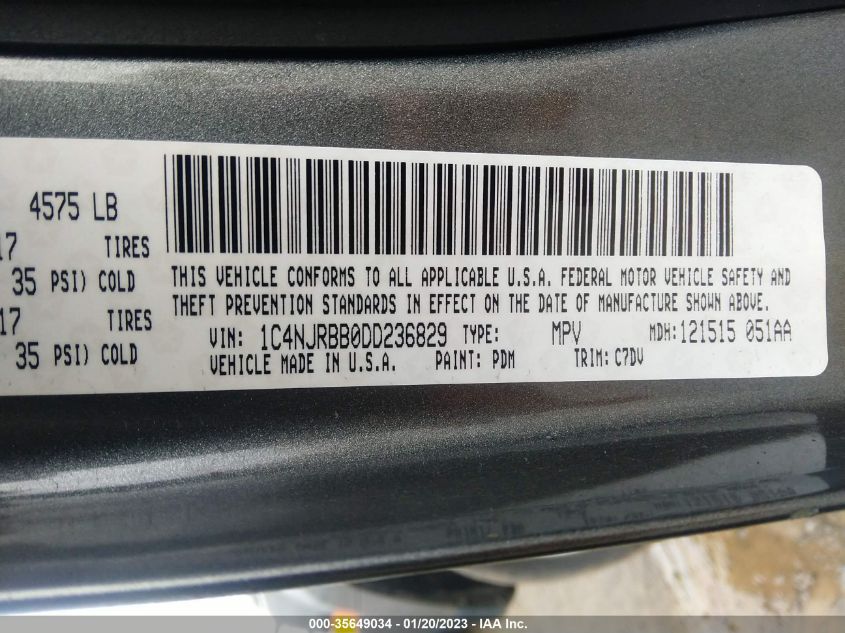 4575 LB
17 TIRES
35 PSI) COLD
17 TIRES
35 PSI) COLD
THIS VEHICLE CONFORMS TO ALL APPLICABLE U.S.A. FEDERAL MOTOR VEHICLE SAFETY AND
THEFT PREVENTION STANDARDS IN EFFECT ON THE DATE OF MANUFACTURE SHOWN ABOVE.
VIN: 1C4NJRBB0DD236829 TYPE: MPV MDH:121515 051AA
VEHICLE MADE IN U.S.A. PAINT: PDM TRIM: C7DV
000-35649034 - 01/20/2023 - IAA Inc.